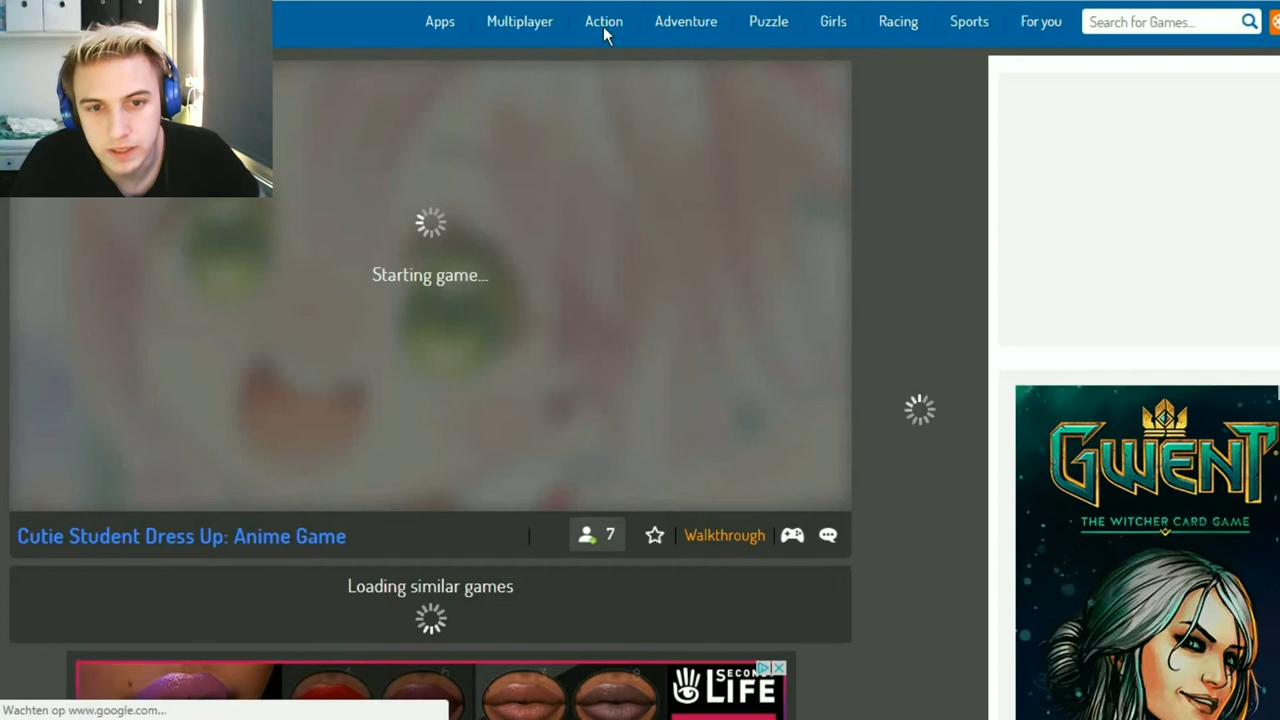 Apps Multiplayer Action Adventure Puzzle Girls Racing Sports For you Search for Games...
Starting game...
Cutie Student Dress Up: Anime Game 7 Walkthrough
Loading similar games
GWENT
THE WITCHER CARD GAME
SECOND LIFE
Wachten op www.google.com...